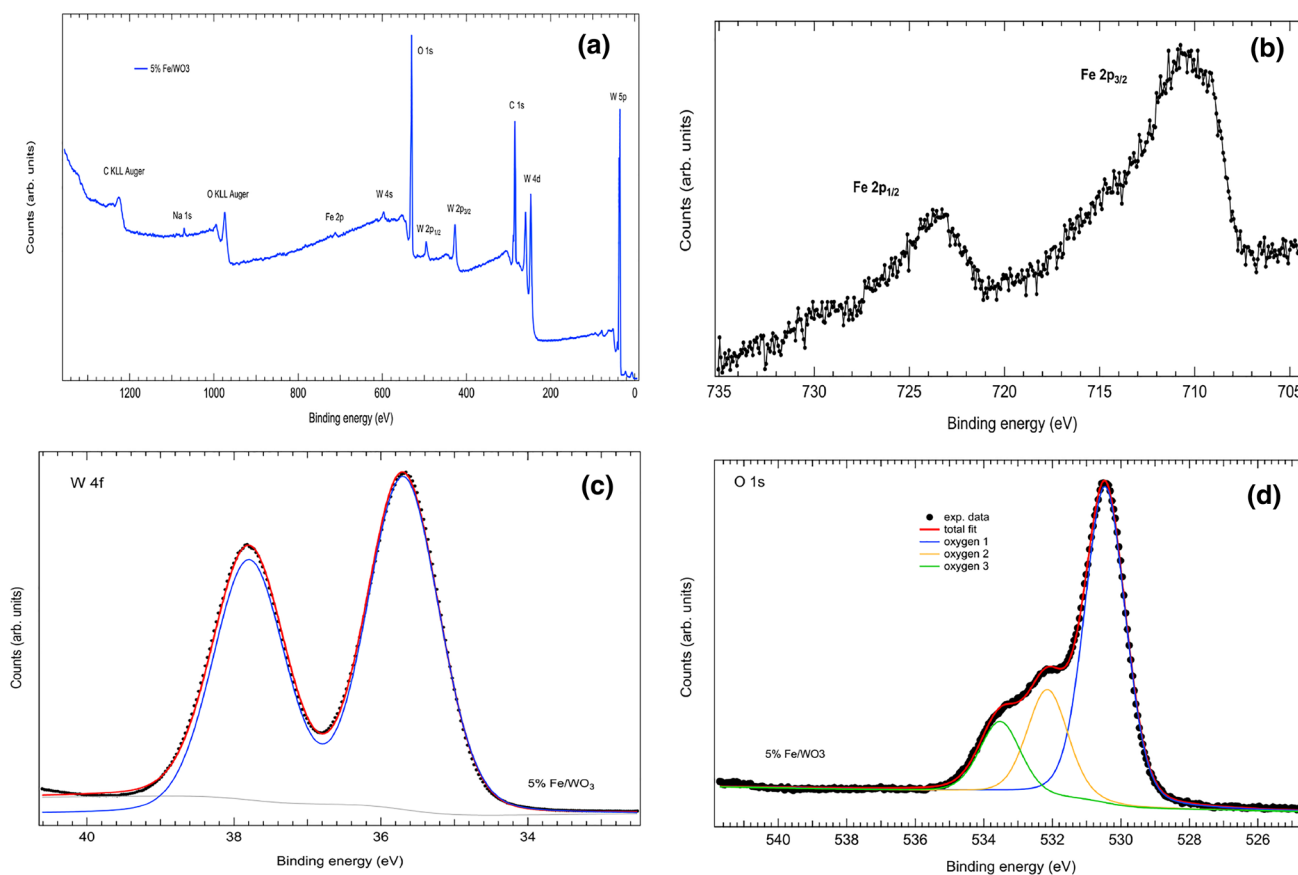 (a)
5% Fe/WO3
O 1s
C 1s
W 5p
C KLL Auger
O KLL Auger
Na 1s
Fe 2p
W 4s
W 2p1/2
W 2p3/2
W 4d
Counts (arb. units)
1200 1000 800 600 400 200 0
Binding energy (eV)
(b)
Fe 2p3/2
Fe 2p1/2
Counts (arb. units)
735 730 725 720 715 710 705
Binding energy (eV)
W 4f
(c)
5% Fe/WO3
Counts (arb. units)
40 38 36 34
Binding energy (eV)
O 1s
(d)
exp. data
total fit
oxygen 1
oxygen 2
oxygen 3
5% Fe/WO3
Counts (arb. units)
540 538 536 534 532 530 528 526
Binding energy (eV)